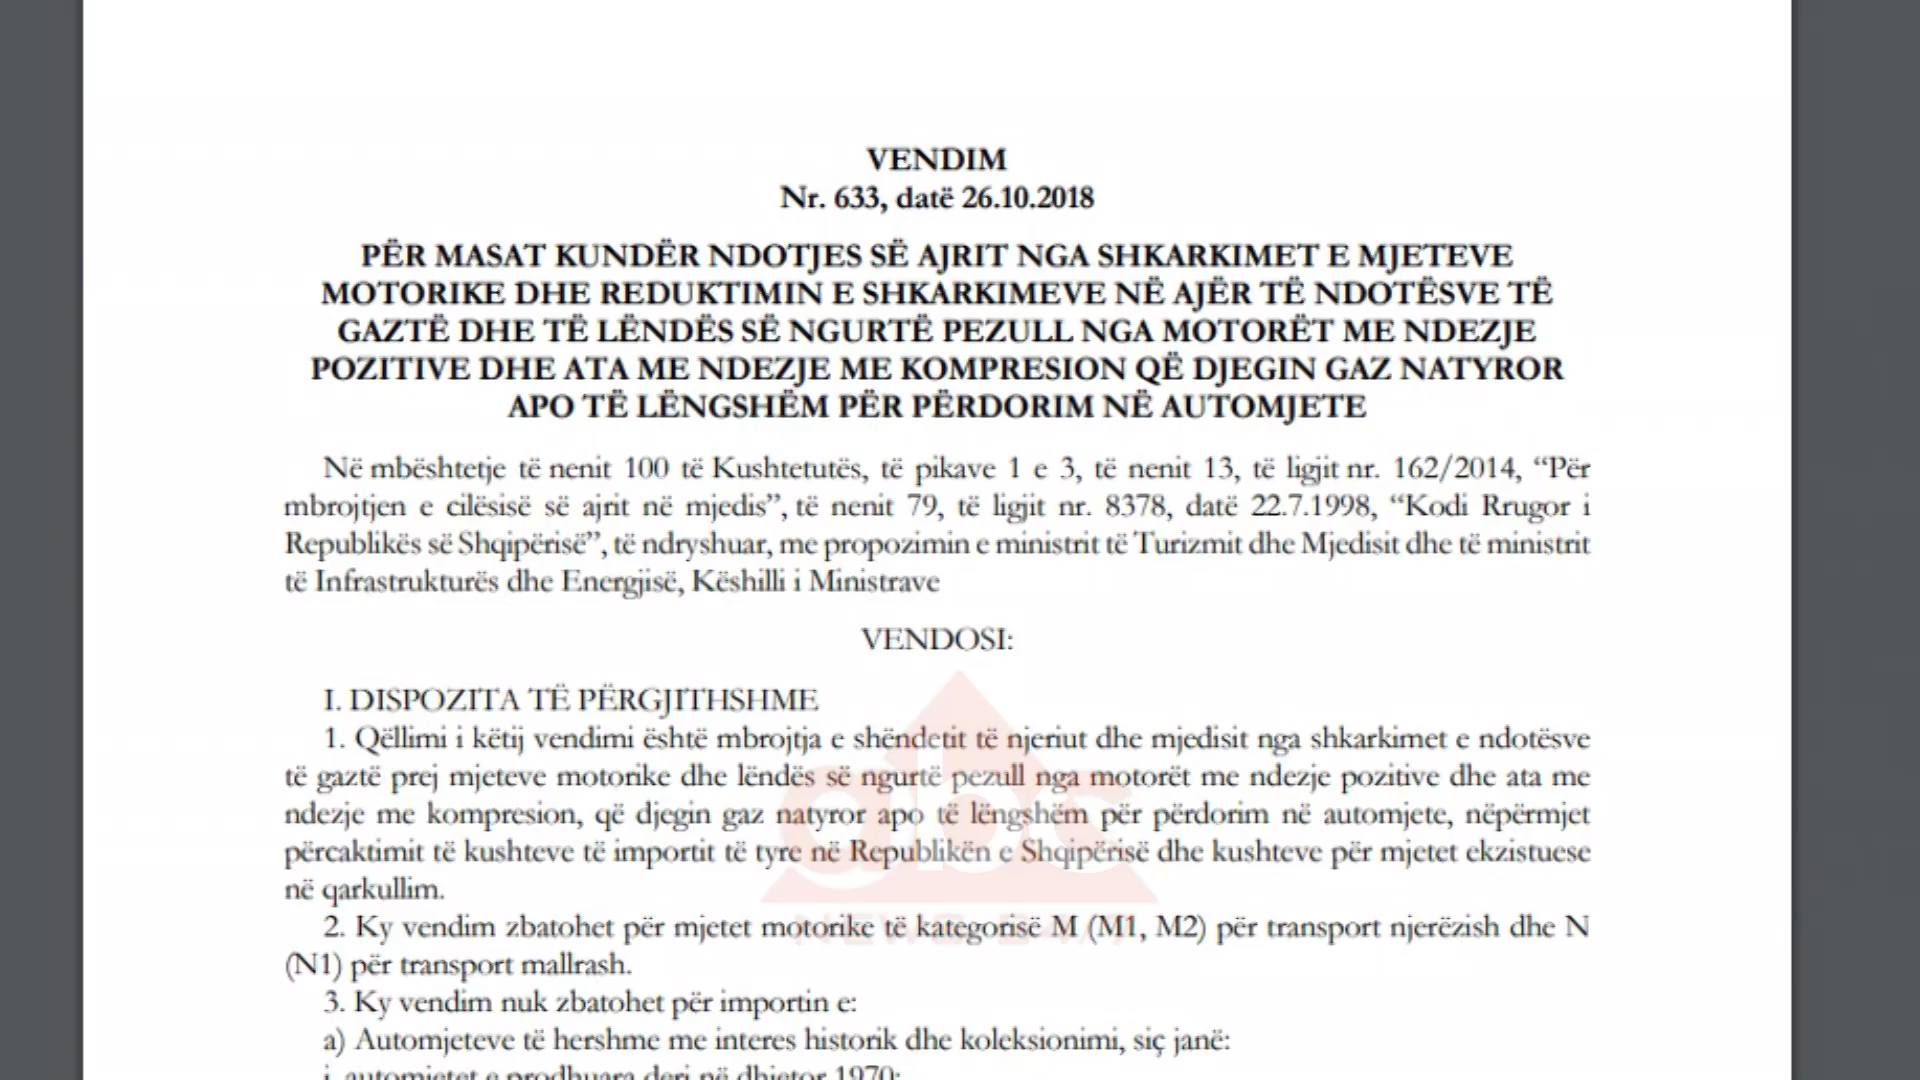 VENDIM
Nr. 633, datë 26.10.2018
PËR MASAT KUNDËR NDOTJES SË AJRIT NGA SHKARKIMET E MJETEVE
MOTORIKE DHE REDUKTIMIN E SHKARKIMEVE NË AJËR TË NDOTËSVE TË
GAZTË DHE TË LËNDËS SË NGURTË PEZULL NGA MOTORËT ME NDEZJE
POZITIVE DHE ATA ME NDEZJE ME KOMPRESION QË DJEGIN GAZ NATYROR
APO TË LËNGSHËM PËR PËRDORIM NË AUTOMJETE
Në mbështetje të nenit 100 të Kushtetutës, të pikave 1 e 3, të nenit 13, të ligjit nr. 162/2014, “Për
mbrojtjen e cilësisë së ajrit në mjedis”, të nenit 79, të ligjit nr. 8378, datë 22.7.1998, “Kodi Rrugor i
Republikës së Shqipërisë”, të ndryshuar, me propozimin e ministrit të Turizmit dhe Mjedisit dhe të ministrit
të Infrastrukturës dhe Energjisë, Këshilli i Ministrave
VENDOSI:
I. DISPOZITA TË PËRGJITHSHME
1. Qëllimi i këtij vendimi është mbrojtja e shëndetit të njeriut dhe mjedisit nga shkarkimet e ndotësve
të gaztë prej mjeteve motorike dhe lëndës së ngurtë pezull nga motorët me ndezje pozitive dhe ata me
ndezje me kompresion, që djegin gaz natyror apo të lëngshëm për përdorim në automjete, nëpërmjet
përcaktimit të kushteve të importit të tyre në Republikën e Shqipërisë dhe kushteve për mjetet ekzistuese
në qarkullim.
2. Ky vendim zbatohet për mjetet motorike të kategorisë M (M1, M2) për transport njerëzish dhe N
(N1) për transport mallrash.
3. Ky vendim nuk zbatohet për importin e:
a) Automjeteve të hershme me interes historik dhe koleksionimi, siç janë:
i. automjetet e prodhuara deri në dhjetor 1970;
abc
NEWS 24/7